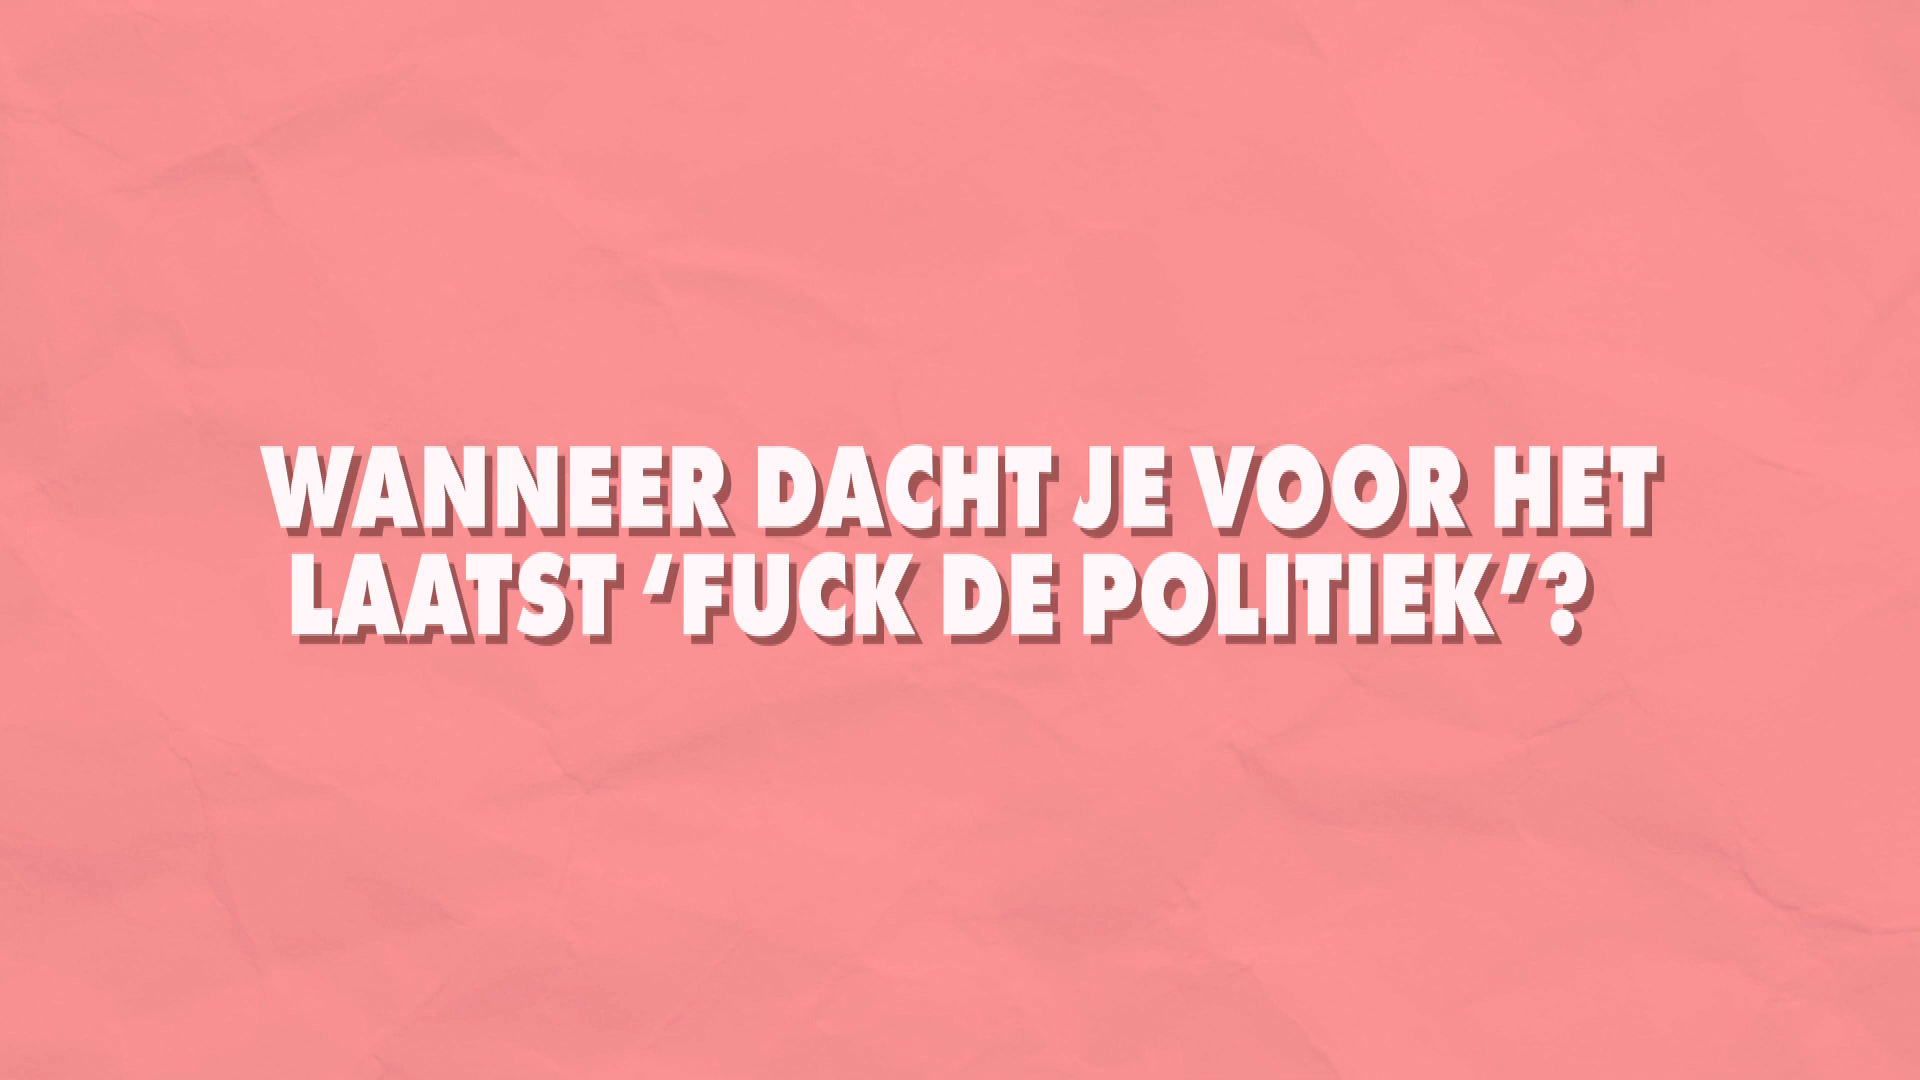 WANNEER DACHT JE VOOR HET
LAATST ‘FUCK DE POLITIEK’?